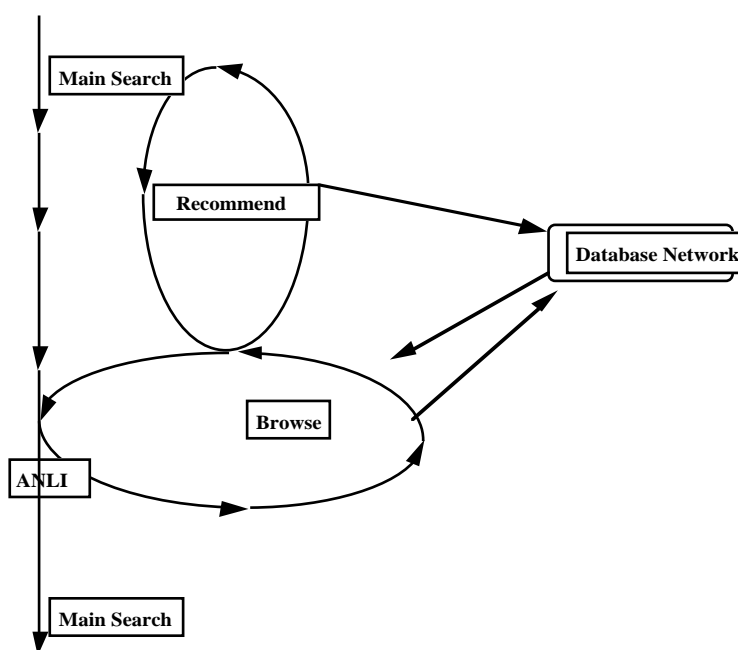 Main Search
Recommend
Database Network
Browse
ANLI
Main Search